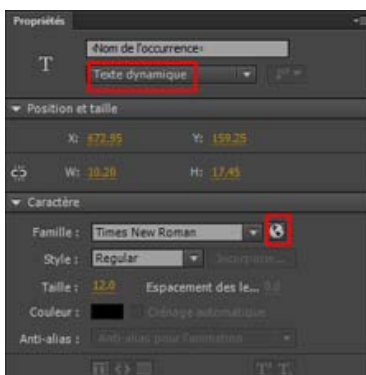 Propriétés
T
<Nom de l'occurrence>
Texte dynamique
Position et taille
X: 672.95 Y: 159.25
W: 10.20 H: 17.45
Caractère
Famille : Times New Roman
Style : Regular Incorporer...
Taille : 12.0 Espacement des le... 0.0
Couleur : Crénage automatique
Anti-alias : Anti-alias pour l'animation